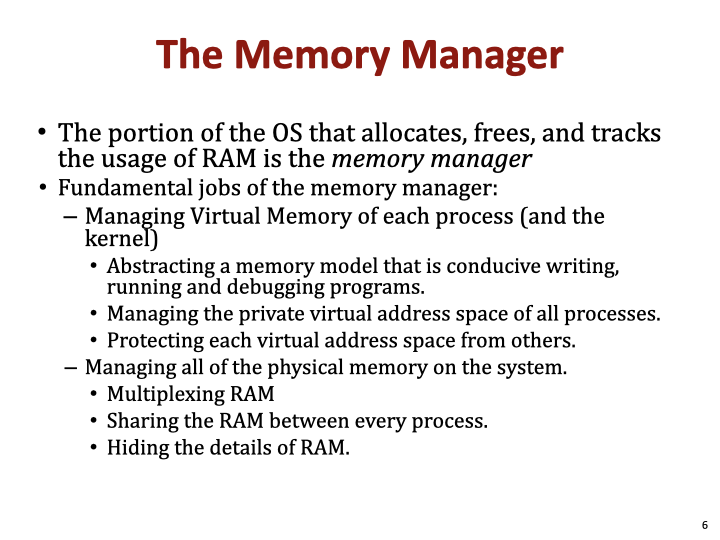 The Memory Manager
• The portion of the OS that allocates, frees, and tracks
the usage of RAM is the memory manager
• Fundamental jobs of the memory manager:
– Managing Virtual Memory of each process (and the
kernel)
• Abstracting a memory model that is conducive writing,
running and debugging programs.
• Managing the private virtual address space of all processes.
• Protecting each virtual address space from others.
– Managing all of the physical memory on the system.
• Multiplexing RAM
• Sharing the RAM between every process.
• Hiding the details of RAM.
6